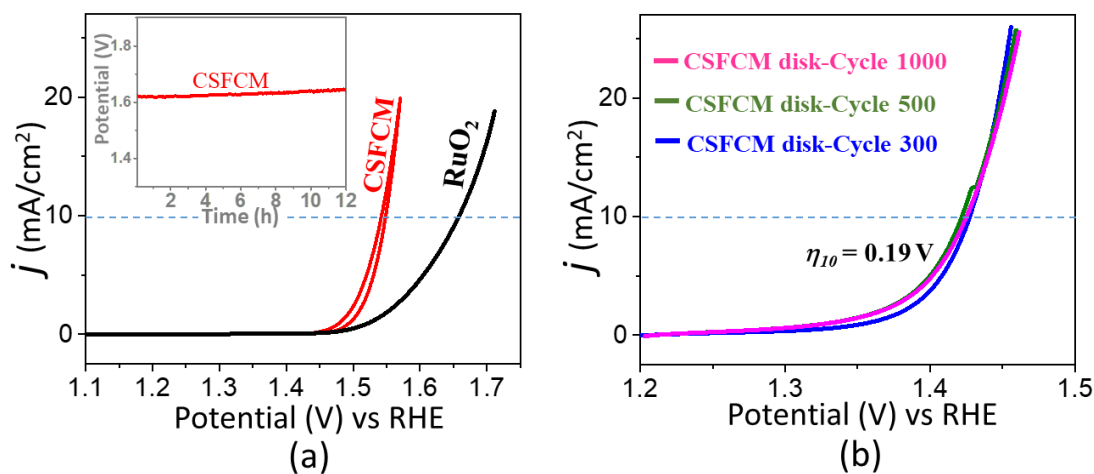 1.8
1.6
1.4
Potential (V)
CSFCM
2 4 6 8 10 12
Time (h)
20
10
0
j (mA/cm²)
CSFCM
RuO₂
1.1 1.2 1.3 1.4 1.5 1.6 1.7
Potential (V) vs RHE
(a)
20
10
0
j (mA/cm²)
CSFCM disk-Cycle 1000
CSFCM disk-Cycle 500
CSFCM disk-Cycle 300
η₁₀ = 0.19 V
1.2 1.3 1.4 1.5
Potential (V) vs RHE
(b)